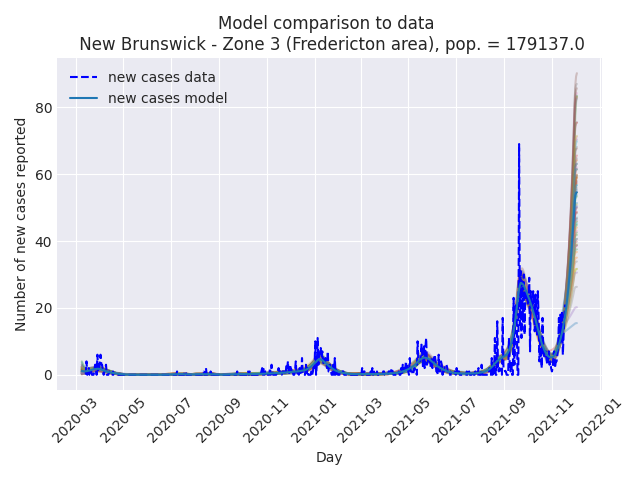 Model comparison to data
New Brunswick - Zone 3 (Fredericton area), pop. = 179137.0
new cases data
new cases model
Number of new cases reported
80
60
40
20
0
2020-03
2020-05
2020-07
2020-09
2020-11
2021-01
2021-03
2021-05
2021-07
2021-09
2021-11
2022-01
Day